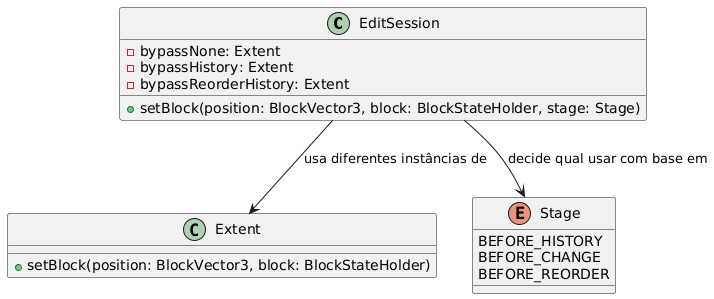 C EditSession
bypassNone: Extent
bypassHistory: Extent
bypassReorderHistory: Extent
setBlock(position: BlockVector3, block: BlockStateHolder, stage: Stage)
usa diferentes instâncias de
decide qual usar com base em
C Extent
setBlock(position: BlockVector3, block: BlockStateHolder)
E Stage
BEFORE_HISTORY
BEFORE_CHANGE
BEFORE_REORDER